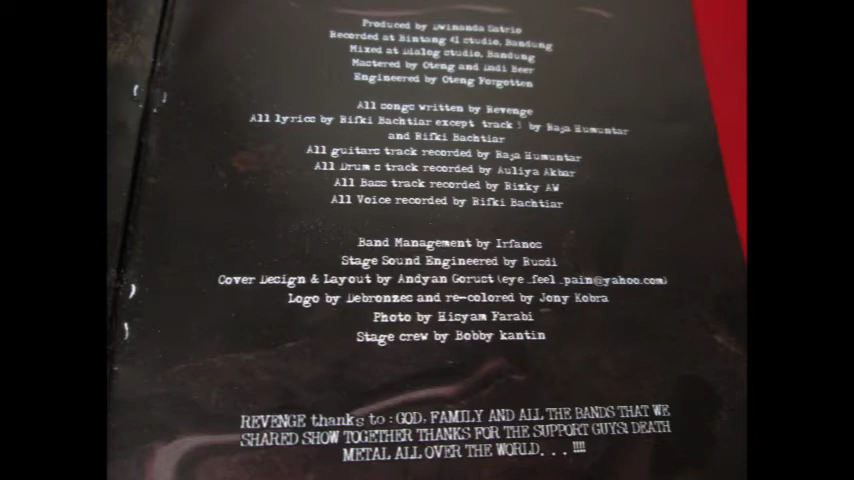 Produced by Dwinanda Satrio
Recorded at Bintang 41 studio, Bandung
Mixed at Dialog studio, Bandung
Mastered by Oteng and Dadi Beer
Engineered by Oteng Forgotten
All songs written by Revenge
All lyrics by Rifki Bachtiar except track 3 by Raja Humuntar
and Rifki Bachtiar
All guitars track recorded by Raja Humuntar
All Drum s track recorded by Auliya Akbar
All Bass track recorded by Rizky AW
All Voice recorded by Rifki Bachtiar
Band Management by Irfanos
Stage Sound Engineered by Rusdi
Cover Design & Layout by Andyan Gorust (eye_feel_pain@yahoo.com)
Logo by Debronzes and re-colored by Jony Kobra
Photo by Hisyam Farabi
Stage crew by Bobby kantin
REVENGE thanks to : GOD, FAMILY AND ALL THE BANDS THAT WE
SHARED SHOW TOGETHER THANKS FOR THE SUPPORT GUYS! DEATH
METAL ALL OVER THE WORLD. . . !!!!